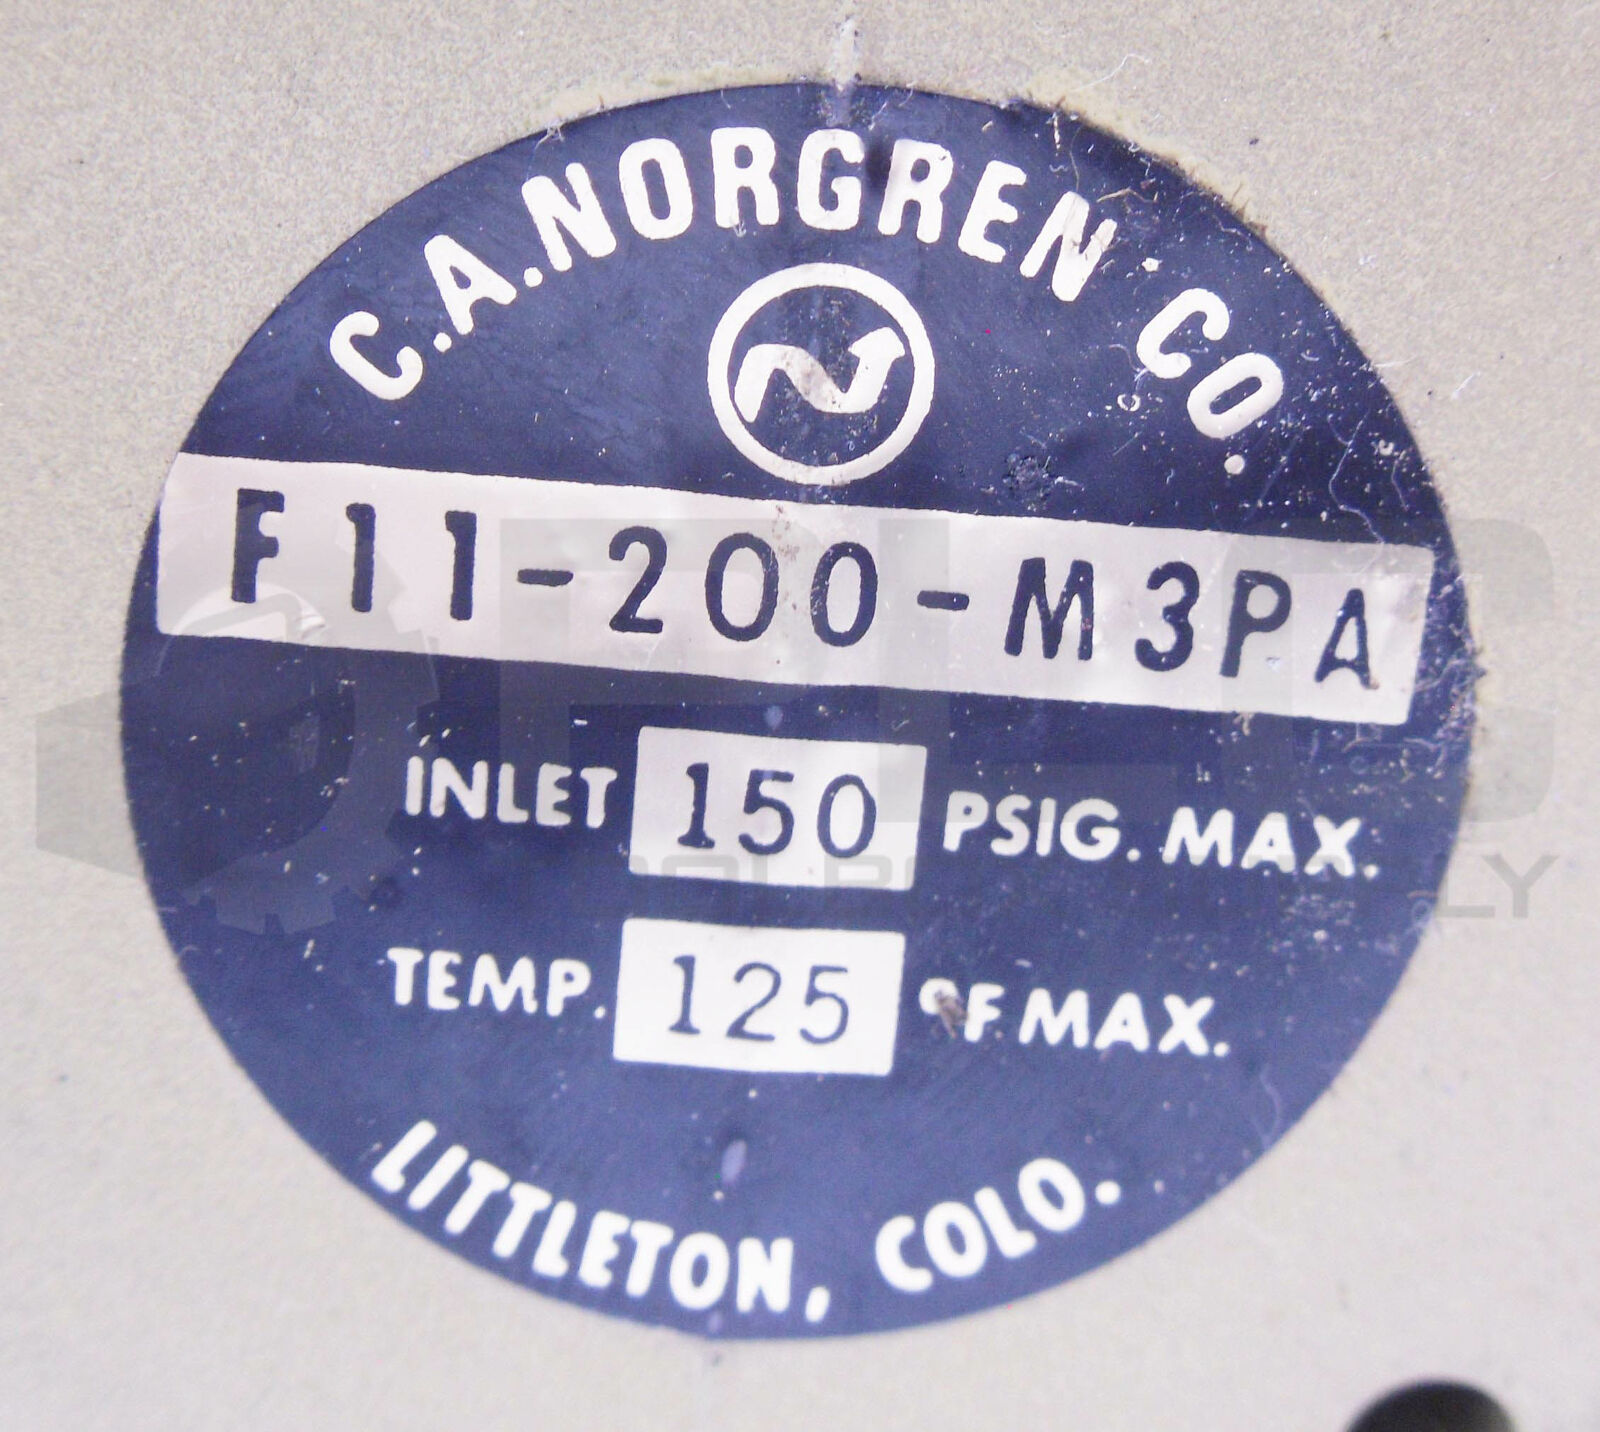 C.A.NORGREN CO.
F11-200-M3PA
INLET 150 PSIG. MAX.
TEMP. 125 °F MAX.
LITTLETON, COLO.